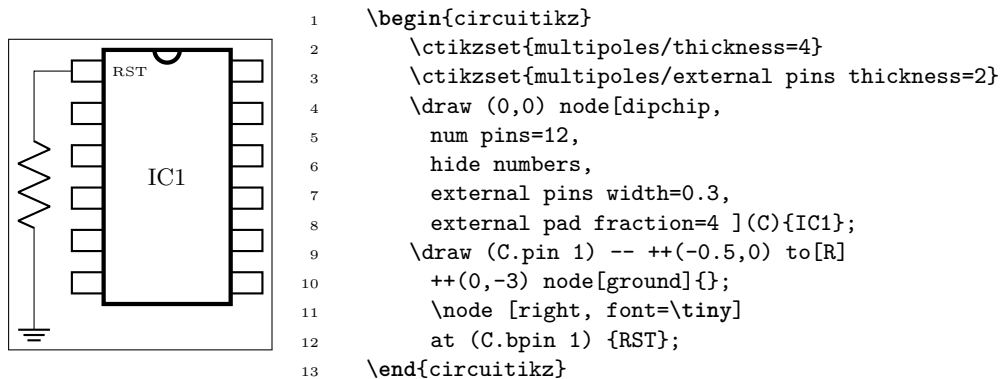 RST
IC1
1 \begin{circuitikz}
2 \ctikzset{multipoles/thickness=4}
3 \ctikzset{multipoles/external pins thickness=2}
4 \draw (0,0) node[dipchip,
5 num pins=12,
6 hide numbers,
7 external pins width=0.3,
8 external pad fraction=4 ](C){IC1};
9 \draw (C.pin 1) -- ++(-0.5,0) to[R]
10 ++(0,-3) node[ground]{};
11 \node [right, font=\tiny]
12 at (C.bpin 1) {RST};
13 \end{circuitikz}